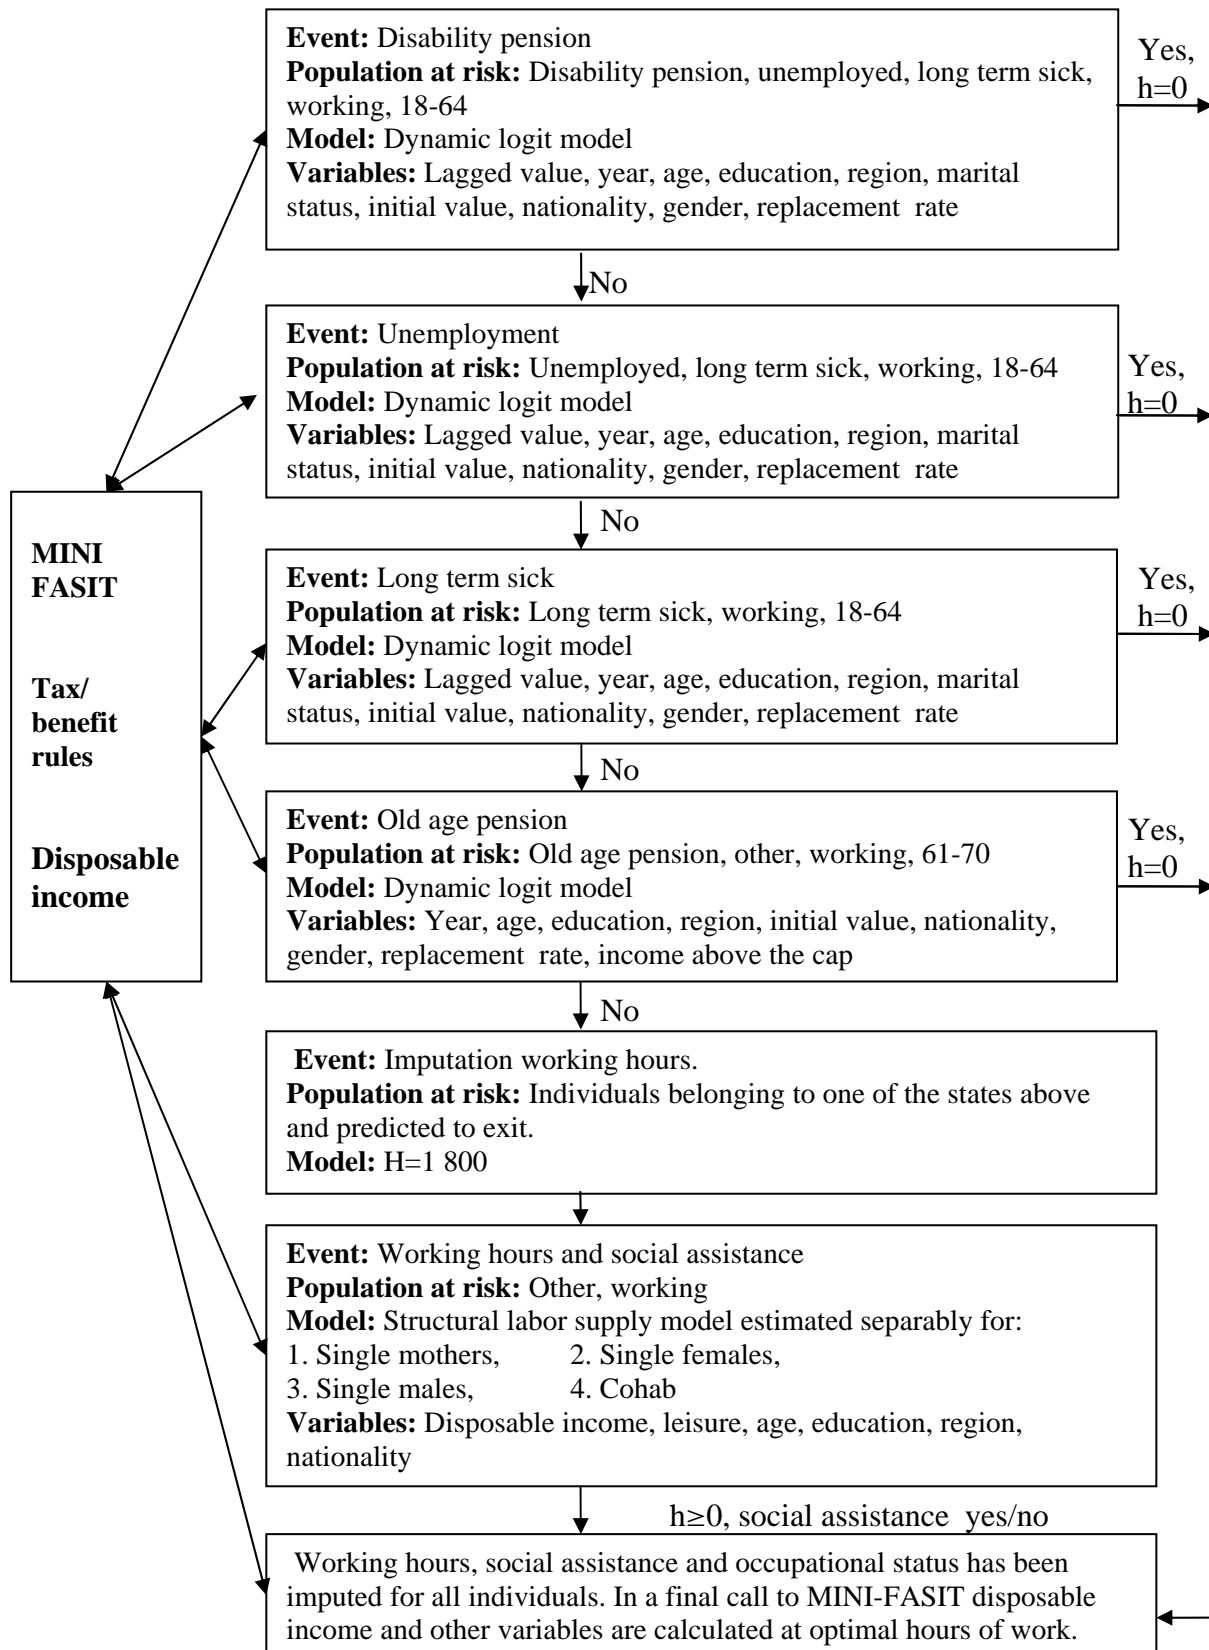 Event: Disability pension
Population at risk: Disability pension, unemployed, long term sick,
working, 18-64
Model: Dynamic logit model
Variables: Lagged value, year, age, education, region, marital
status, initial value, nationality, gender, replacement rate
Yes,
h=0
No
Event: Unemployment
Population at risk: Unemployed, long term sick, working, 18-64
Model: Dynamic logit model
Variables: Lagged value, year, age, education, region, marital
status, initial value, nationality, gender, replacement rate
Yes,
h=0
No
MINI
FASIT
Tax/
benefit
rules
Disposable
income
Event: Long term sick
Population at risk: Long term sick, working, 18-64
Model: Dynamic logit model
Variables: Lagged value, year, age, education, region, marital
status, initial value, nationality, gender, replacement rate
Yes,
h=0
No
Event: Old age pension
Population at risk: Old age pension, other, working, 61-70
Model: Dynamic logit model
Variables: Year, age, education, region, initial value, nationality,
gender, replacement rate, income above the cap
Yes,
h=0
No
Event: Imputation working hours.
Population at risk: Individuals belonging to one of the states above
and predicted to exit.
Model: H=1 800
Event: Working hours and social assistance
Population at risk: Other, working
Model: Structural labor supply model estimated separably for:
1. Single mothers, 2. Single females,
3. Single males, 4. Cohab
Variables: Disposable income, leisure, age, education, region,
nationality
h≥0, social assistance yes/no
Working hours, social assistance and occupational status has been
imputed for all individuals. In a final call to MINI-FASIT disposable
income and other variables are calculated at optimal hours of work.